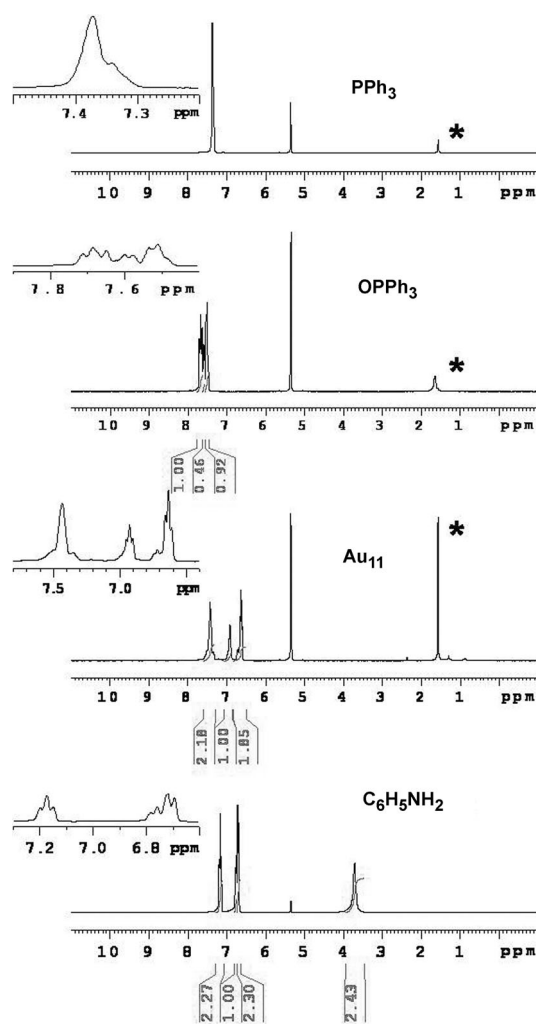 7.4 7.3 ppm
PPh3
*
10 9 8 7 6 5 4 3 2 1 ppm
7.8 7.6 ppm
OPPh3
*
10 9 8 7 6 5 4 3 2 1 ppm
1.00 0.46 0.92
7.5 7.0 ppm
Au11
*
10 9 8 7 6 5 4 3 2 1 ppm
2.18 1.00 1.85
7.2 7.0 6.8 ppm
C6H5NH2
10 9 8 7 6 5 4 3 2 1 ppm
2.27 1.00 2.30 2.43